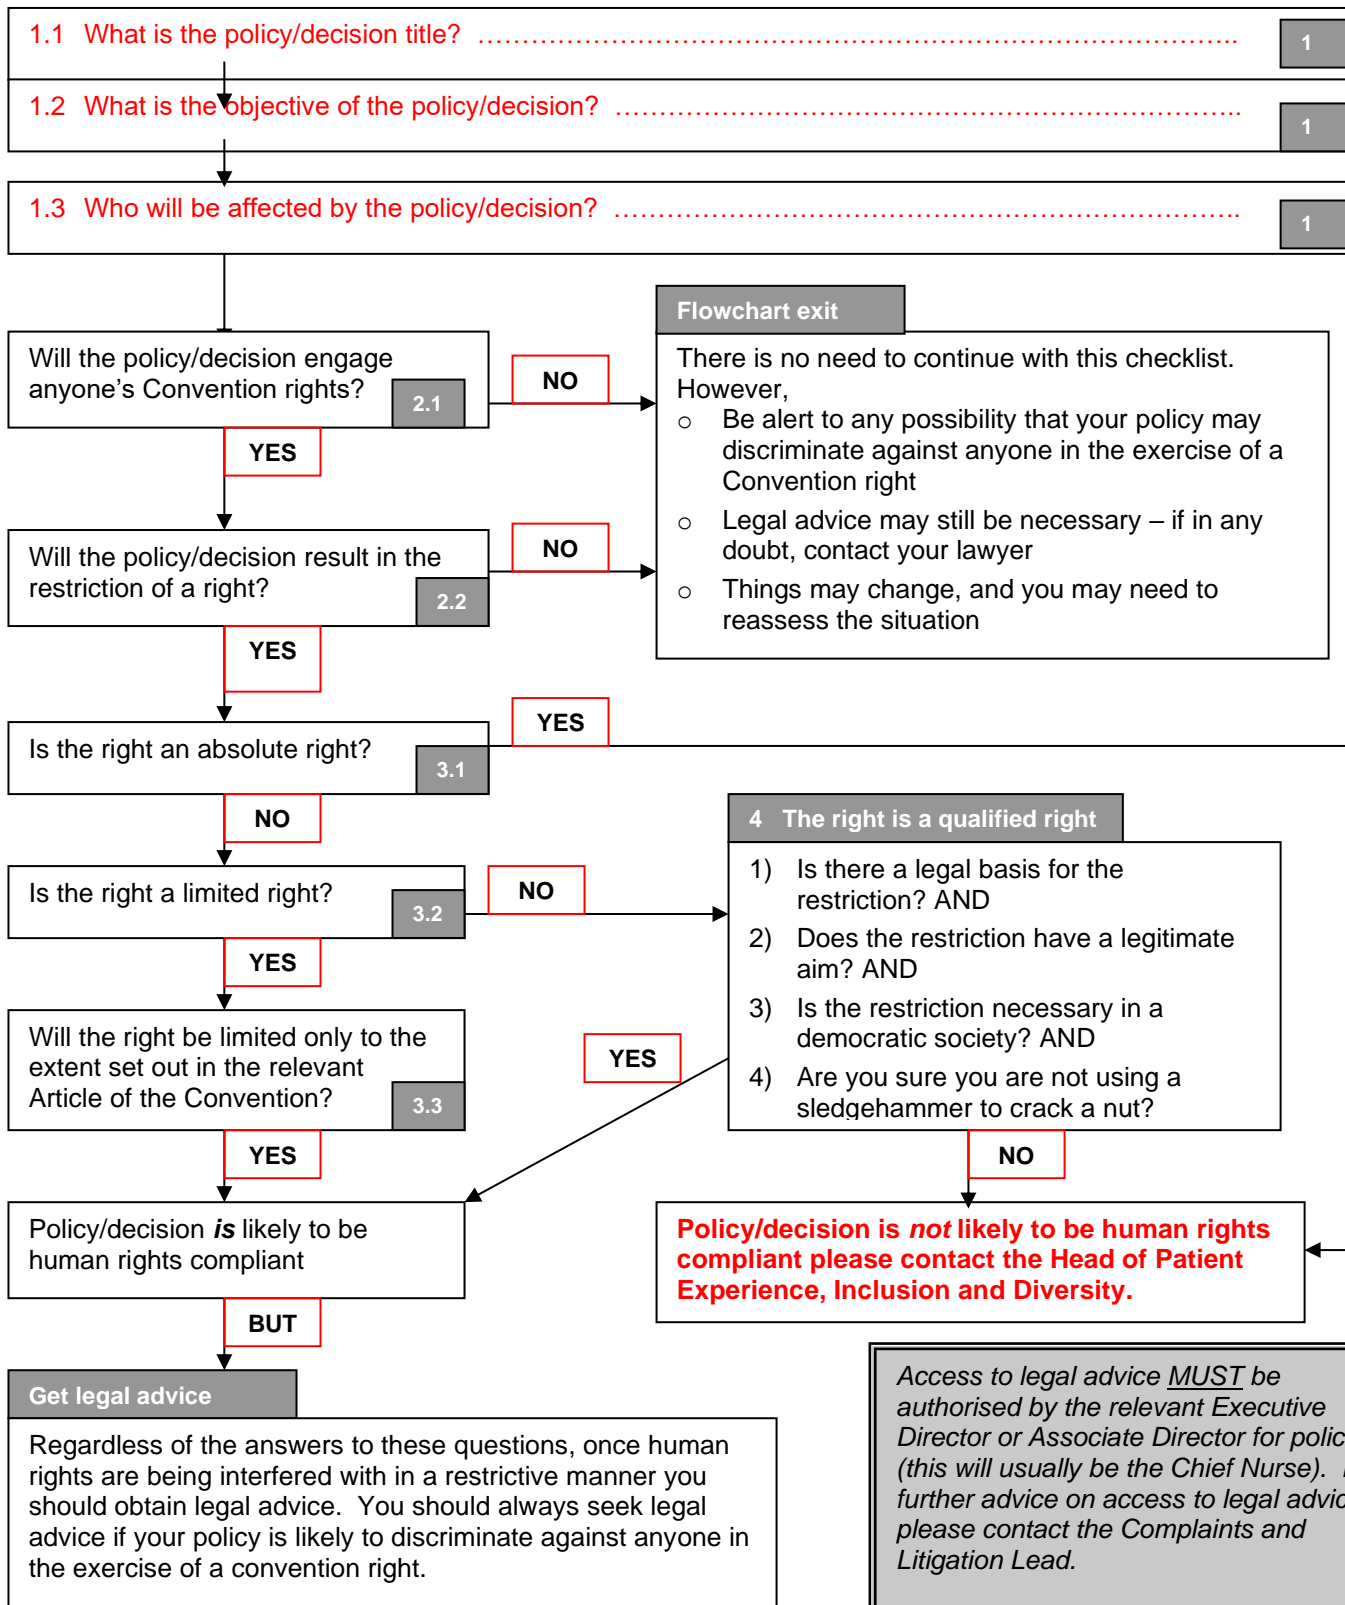 1.1 What is the policy/decision title? ………………………………………………………………………….. 1
1.2 What is the objective of the policy/decision? …………………………………………………………….. 1
1.3 Who will be affected by the policy/decision? …………………………………………………………….. 1
Flowchart exit
Will the policy/decision engage
anyone’s Convention rights?
2.1
NO
There is no need to continue with this checklist.
However,
o Be alert to any possibility that your policy may
discriminate against anyone in the exercise of a
Convention right
o Legal advice may still be necessary – if in any
doubt, contact your lawyer
o Things may change, and you may need to
reassess the situation
YES
Will the policy/decision result in the
restriction of a right?
2.2
NO
YES
Is the right an absolute right?
3.1
YES
NO
Is the right a limited right?
3.2
NO
4 The right is a qualified right
1) Is there a legal basis for the
restriction? AND
2) Does the restriction have a legitimate
aim? AND
3) Is the restriction necessary in a
democratic society? AND
4) Are you sure you are not using a
sledgehammer to crack a nut?
YES
Will the right be limited only to the
extent set out in the relevant
Article of the Convention?
3.3
YES
YES
NO
Policy/decision is likely to be
human rights compliant
Policy/decision is not likely to be human rights
compliant please contact the Head of Patient
Experience, Inclusion and Diversity.
BUT
Get legal advice
Regardless of the answers to these questions, once human
rights are being interfered with in a restrictive manner you
should obtain legal advice. You should always seek legal
advice if your policy is likely to discriminate against anyone in
the exercise of a convention right.
Access to legal advice MUST be
authorised by the relevant Executive
Director or Associate Director for
(this will usually be the Chief Nurse).
further advice on access to legal
please contact the Complaints and
Litigation Lead.